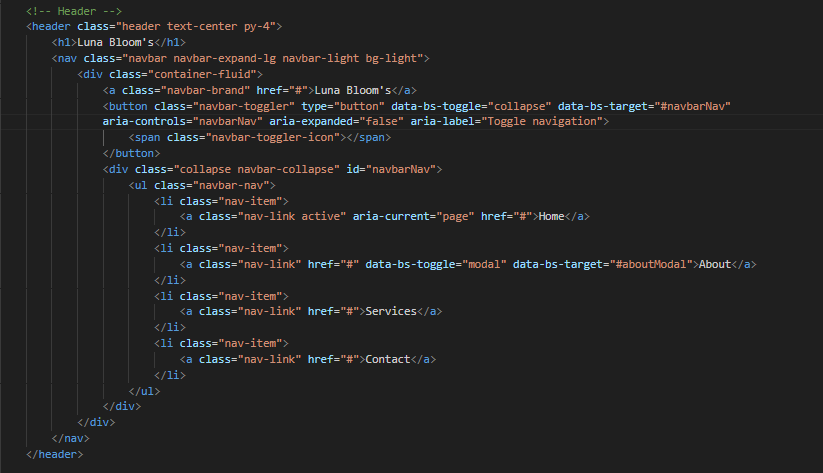 <!-- Header -->
<header class="header text-center py-4">
<h1>Luna Bloom's</h1>
<nav class="navbar navbar-expand-lg navbar-light bg-light">
<div class="container-fluid">
<a class="navbar-brand" href="#">Luna Bloom's</a>
<button class="navbar-toggler" type="button" data-bs-toggle="collapse" data-bs-target="#navbarNav"
aria-controls="navbarNav" aria-expanded="false" aria-label="Toggle navigation">
<span class="navbar-toggler-icon"></span>
</button>
<div class="collapse navbar-collapse" id="navbarNav">
<ul class="navbar-nav">
<li class="nav-item">
<a class="nav-link active" aria-current="page" href="#">Home</a>
</li>
<li class="nav-item">
<a class="nav-link" href="#" data-bs-toggle="modal" data-bs-target="#aboutModal">About</a>
</li>
<li class="nav-item">
<a class="nav-link" href="#">Services</a>
</li>
<li class="nav-item">
<a class="nav-link" href="#">Contact</a>
</li>
</ul>
</div>
</div>
</nav>
</header>